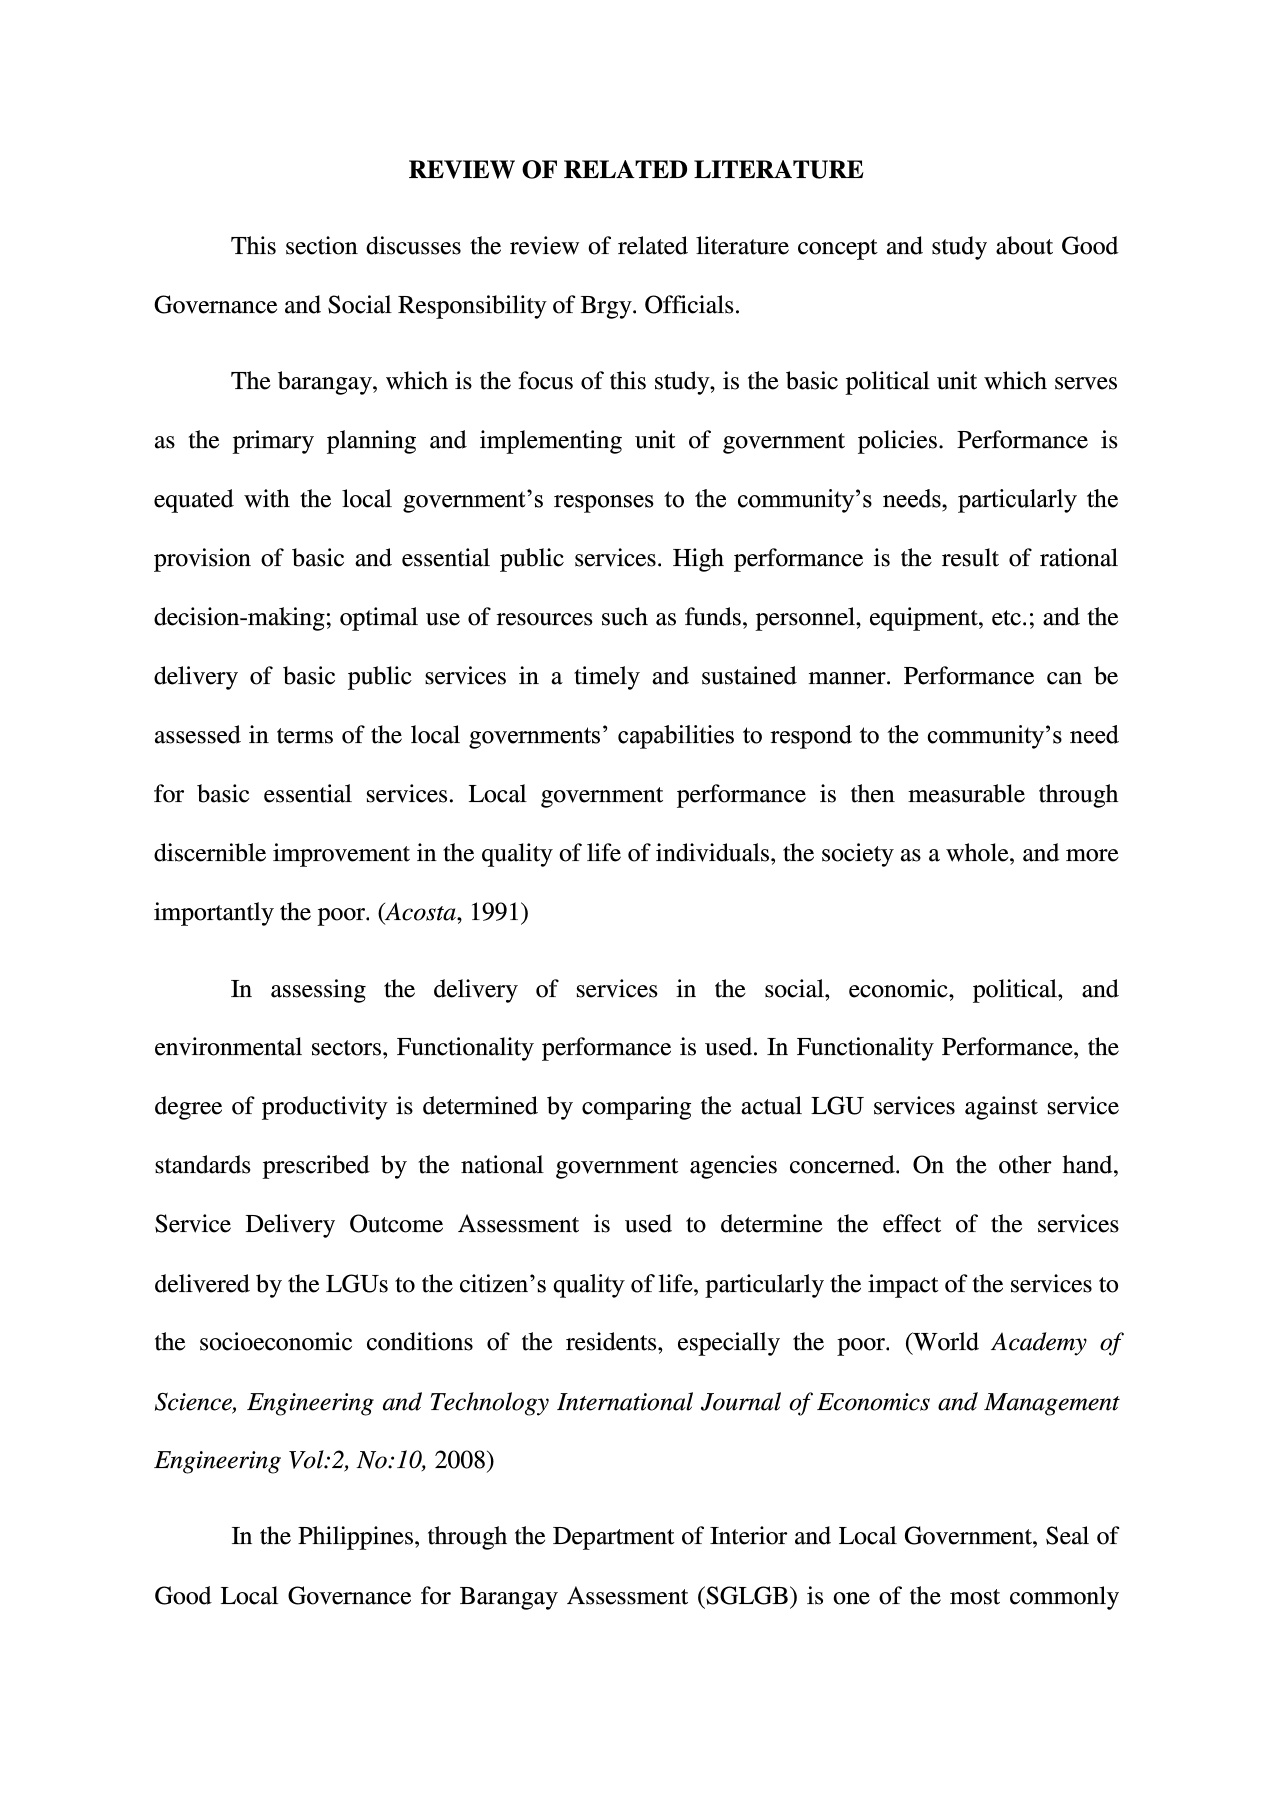 REVIEW OF RELATED LITERATURE
This section discusses the review of related literature concept and study about Good
Governance and Social Responsibility of Brgy. Officials.
The barangay, which is the focus of this study, is the basic political unit which serves
as the primary planning and implementing unit of government policies. Performance is
equated with the local government’s responses to the community’s needs, particularly the
provision of basic and essential public services. High performance is the result of rational
decision-making; optimal use of resources such as funds, personnel, equipment, etc.; and the
delivery of basic public services in a timely and sustained manner. Performance can be
assessed in terms of the local governments’ capabilities to respond to the community’s need
for basic essential services. Local government performance is then measurable through
discernible improvement in the quality of life of individuals, the society as a whole, and more
importantly the poor. (Acosta, 1991)
In assessing the delivery of services in the social, economic, political, and
environmental sectors, Functionality performance is used. In Functionality Performance, the
degree of productivity is determined by comparing the actual LGU services against service
standards prescribed by the national government agencies concerned. On the other hand,
Service Delivery Outcome Assessment is used to determine the effect of the services
delivered by the LGUs to the citizen’s quality of life, particularly the impact of the services to
the socioeconomic conditions of the residents, especially the poor. (World Academy of
Science, Engineering and Technology International Journal of Economics and Management
Engineering Vol:2, No:10, 2008)
In the Philippines, through the Department of Interior and Local Government, Seal of
Good Local Governance for Barangay Assessment (SGLGB) is one of the most commonly